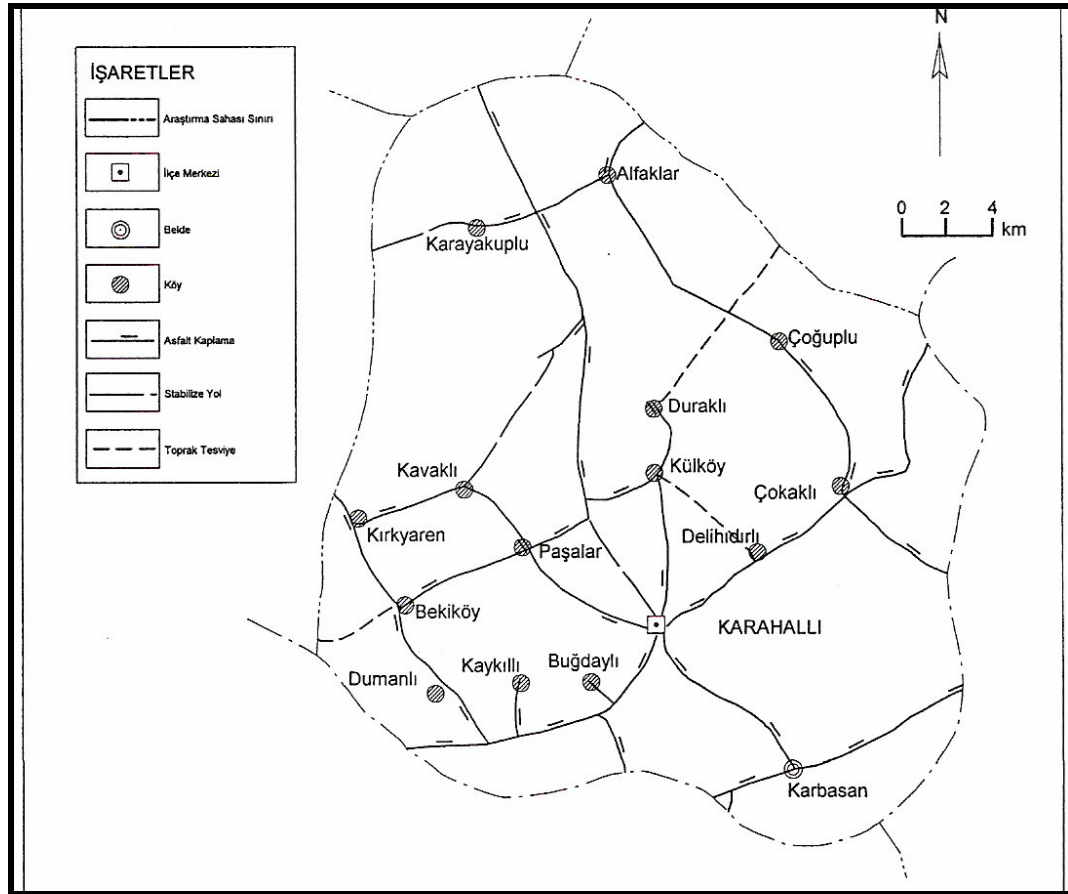 N
İŞARETLER
Araştırma Sahası Sınırı
İlçe Merkezi
Belde
Köy
Asfalt Kaplama
Stabilize Yol
Toprak Tesviye
0 2 4
km
Alfaklar
Karayakuplu
Çoğuplu
Duraklı
Külköy
Kavaklı
Çokaklı
Kırkyaren
Delihıdırlı
Paşalar
Bekiköy
KARAHALLI
Kaykıllı
Buğdaylı
Dumanlı
Karbasan